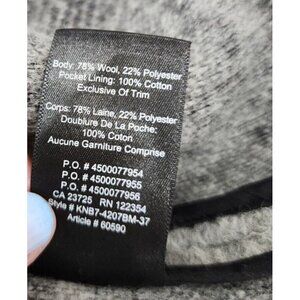 Body: 78% Wool, 22% Polyester
Pocket Lining: 100% Cotton
Exclusive Of Trim
Corps: 78% Laine, 22% Polyester
Doublure De La Poche:
100% Coton
Aucune Garniture Comprise
P.O. # 4500077954
P.O. # 4500077955
P.O. # 4500077956
CA 23725 RN 122354
Style # KNB7-4207BM-37
Article # 60590